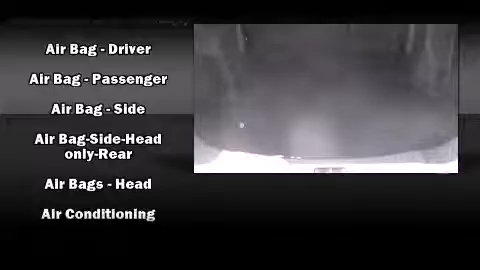 Air Bag - Driver
Air Bag - Passenger
Air Bag - Side
Air Bag-Side-Head
only-Rear
Air Bags - Head
Air Conditioning